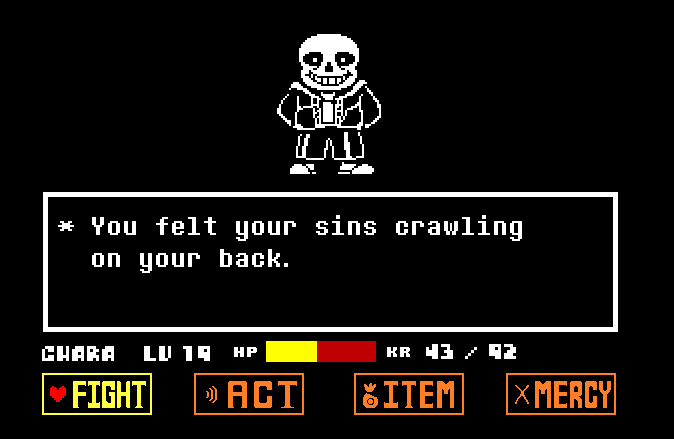 * You felt your sins crawling
on your back.
CHARA LV 19 HP KR 43 / 92
FIGHT ACT ITEM MERCY